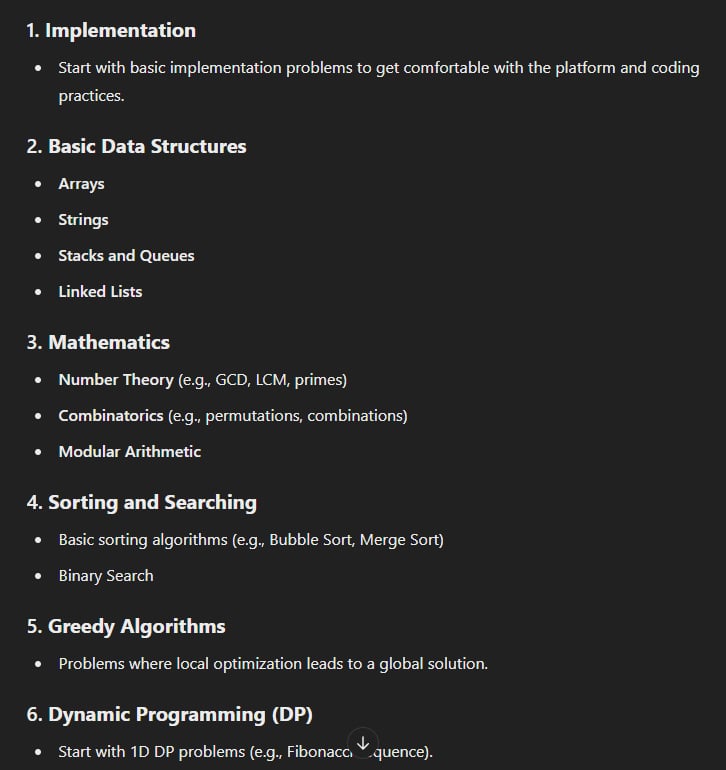 1. Implementation
• Start with basic implementation problems to get comfortable with the platform and coding
practices.
2. Basic Data Structures
• Arrays
• Strings
• Stacks and Queues
• Linked Lists
3. Mathematics
• Number Theory (e.g., GCD, LCM, primes)
• Combinatorics (e.g., permutations, combinations)
• Modular Arithmetic
4. Sorting and Searching
• Basic sorting algorithms (e.g., Bubble Sort, Merge Sort)
• Binary Search
5. Greedy Algorithms
• Problems where local optimization leads to a global solution.
6. Dynamic Programming (DP)
• Start with 1D DP problems (e.g., Fibonacci